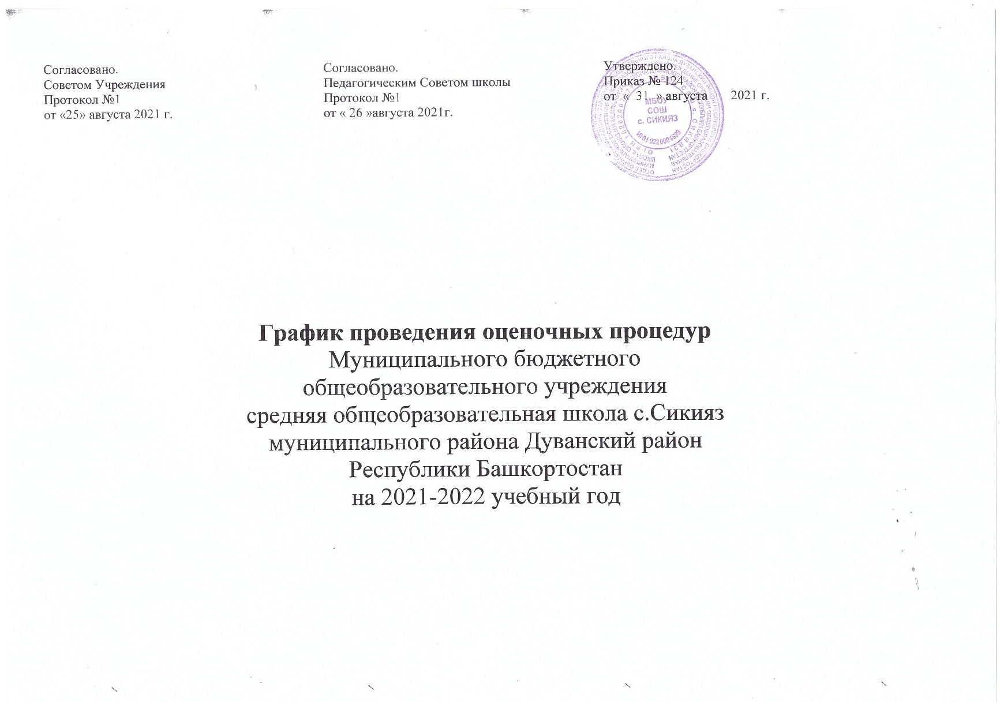 Согласовано.
Советом Учреждения
Протокол №1
от «25» августа 2021 г.
Согласовано.
Педагогическим Советом школы
Протокол №1
от « 26 »августа 2021г.
Утверждено.
Приказ № 124
от « 31 » августа 2021 г.
МБОУ
СОШ
с. СИКИЯЗ
График проведения оценочных процедур
Муниципального бюджетного
общеобразовательного учреждения
средняя общеобразовательная школа с.Сикияз
муниципального района Дуванский район
Республики Башкортостан
на 2021-2022 учебный год